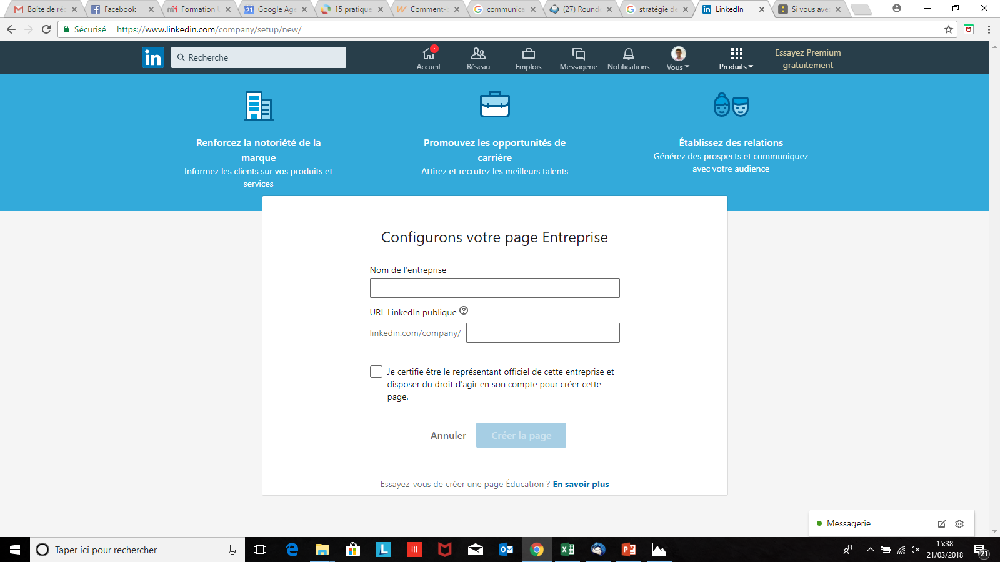 Boîte de réc
Facebook
Formation
Google Age
15 pratique
Comment-
communica
(27) Round
stratégie de
LinkedIn
Si vous ave
Sécurisé
https://www.linkedin.com/company/setup/new/
in
Recherche
Accueil
Réseau
Emplois
Messagerie
Notifications
Vous
Produits
Essayez Premium
gratuitement
Renforcez la notoriété de la
marque
Informez les clients sur vos produits et
services
Promouvez les opportunités de
carrière
Attirez et recrutez les meilleurs talents
Établissez des relations
Générez des prospects et communiquez
avec votre audience
Configurons votre page Entreprise
Nom de l'entreprise
URL LinkedIn publique
linkedin.com/company/
Je certifie être le représentant officiel de cette entreprise et
disposer du droit d'agir en son compte pour créer cette
page.
Annuler
Créer la page
Essayez-vous de créer une page Éducation ? En savoir plus
Messagerie
Taper ici pour rechercher
15:38
21/03/2018
21